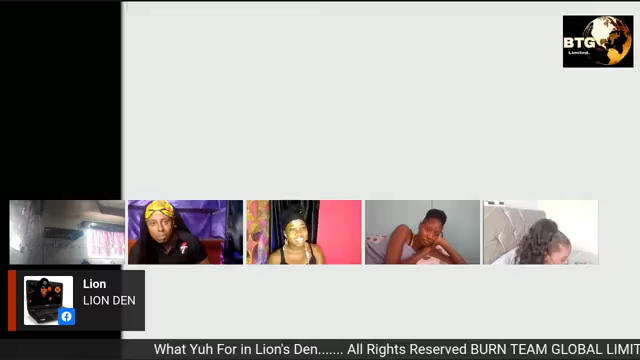 BTG
Limited.
Lion
LION DEN
What Yuh For in Lion's Den....... All Rights Reserved BURN TEAM GLOBAL LIMIT